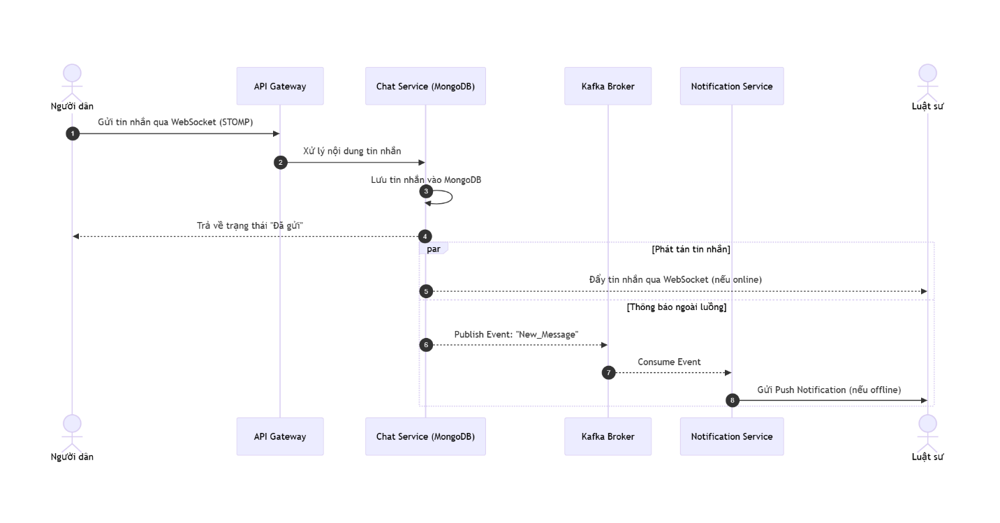 Người dân
API Gateway
Chat Service (MongoDB)
Kafka Broker
Notification Service
Luật sư
Gửi tin nhắn qua WebSocket (STOMP)
1
Xử lý nội dung tin nhắn
2
Lưu tin nhắn vào MongoDB
3
Trả về trạng thái "Đã gửi"
4
par
[Phát tán tin nhắn]
Đẩy tin nhắn qua WebSocket (nếu online)
5
[Thông báo ngoài luồng]
Publish Event: "New_Message"
6
Consume Event
7
Gửi Push Notification (nếu offline)
8
Người dân
API Gateway
Chat Service (MongoDB)
Kafka Broker
Notification Service
Luật sư